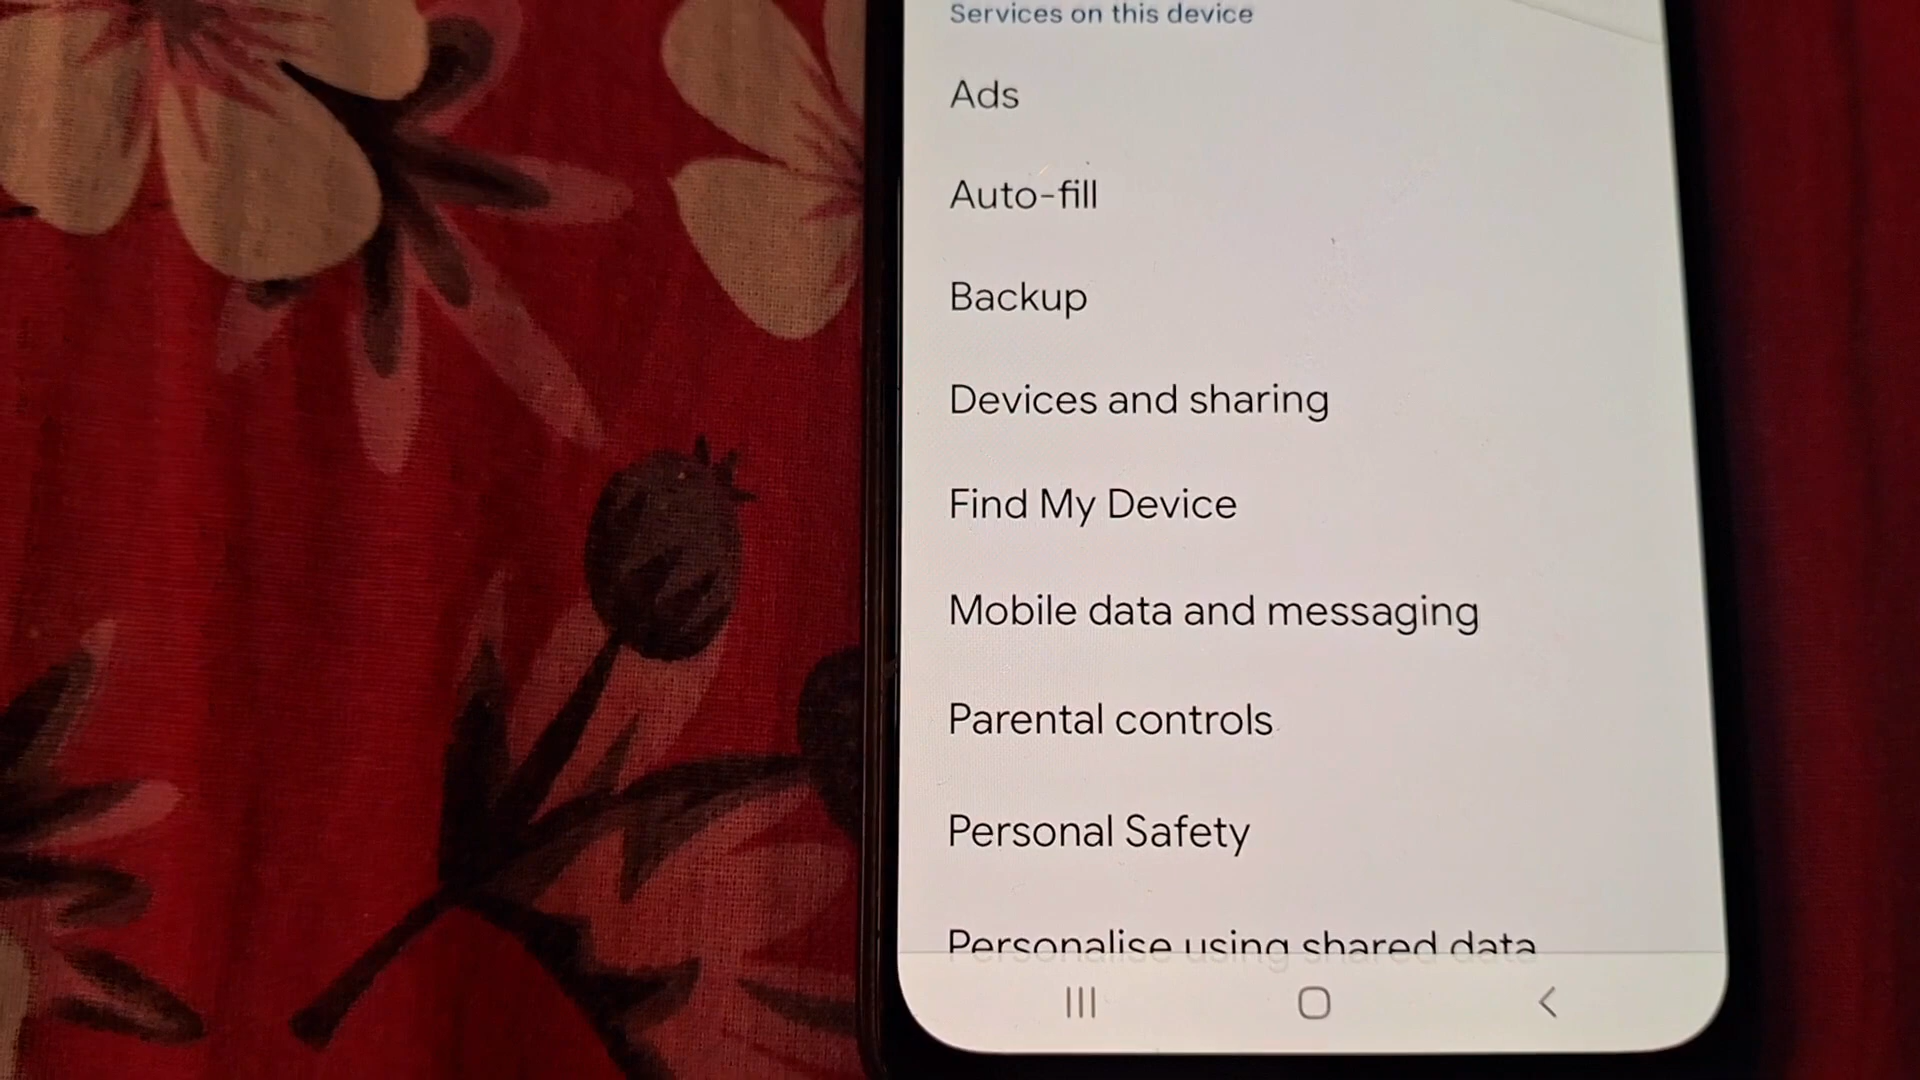 Services on this device
Ads
Auto-fill
Backup
Devices and sharing
Find My Device
Mobile data and messaging
Parental controls
Personal Safety
Personalise using shared data